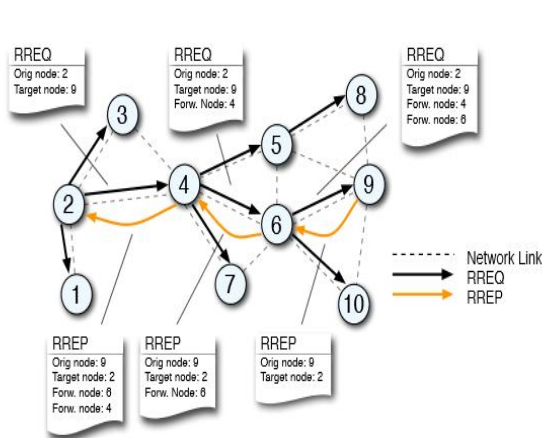 RREQ
Orig node: 2
Target node: 9
RREQ
Orig node: 2
Target node: 9
Forw. Node: 4
RREQ
Orig node: 2
Target node: 9
Forw. node: 4
Forw. node: 6
3
8
5
4
9
2
6
7
1
10
Network Link
RREQ
RREP
RREP
Orig node: 9
Target node: 2
Forw. node: 6
Forw. node: 4
RREP
Orig node: 9
Target node: 2
Forw. Node: 6
RREP
Orig node: 9
Target node: 2